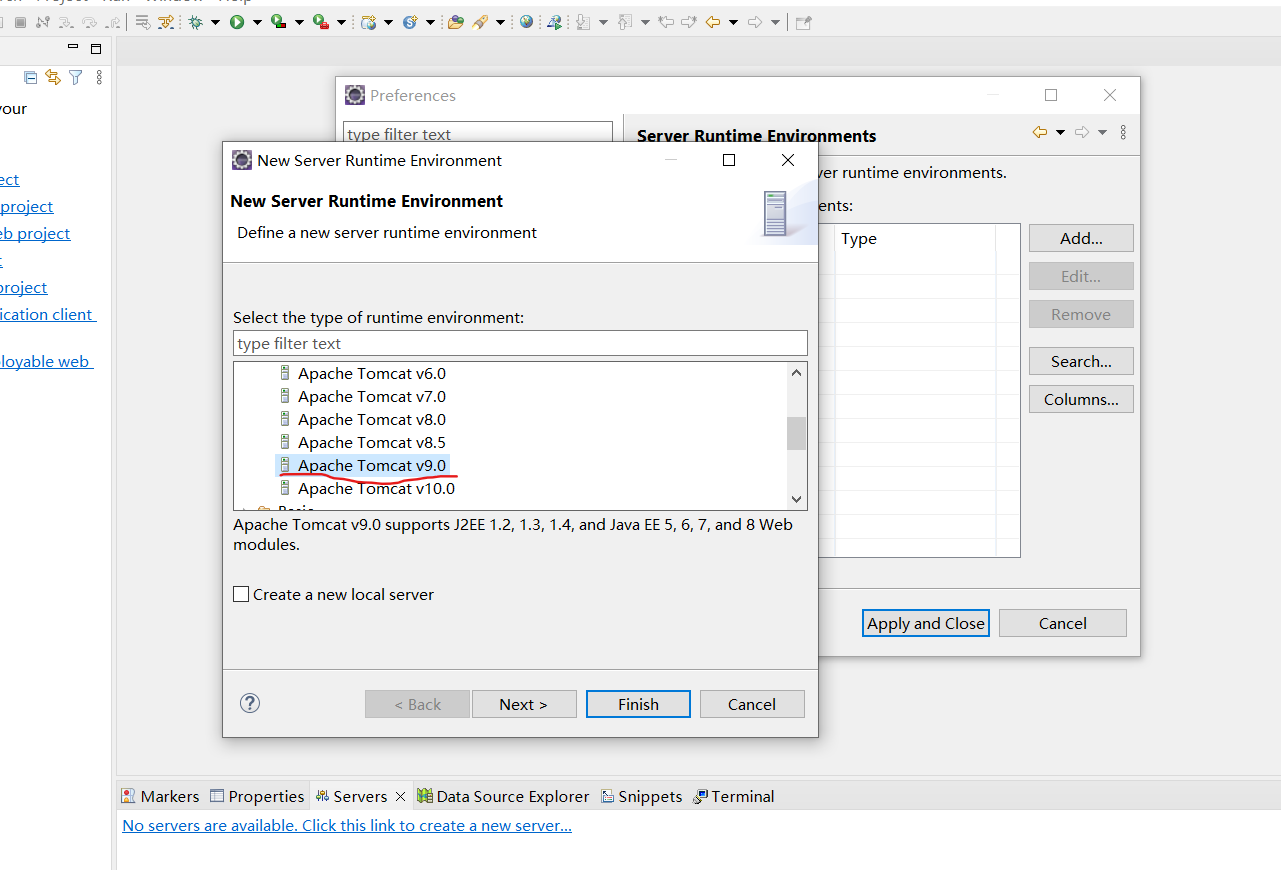 Project Run Window Help
Preferences
your
type filter text
Server Runtime Environments
New Server Runtime Environment
ver runtime environments.
ect
New Server Runtime Environment
project
ents:
eb project
Define a new server runtime environment
Type
Add...
t
Edit...
project
ication client
Remove
Select the type of runtime environment:
type filter text
loyable web
Search...
Apache Tomcat v6.0
Apache Tomcat v7.0
Columns...
Apache Tomcat v8.0
Apache Tomcat v8.5
Apache Tomcat v9.0
Apache Tomcat v10.0
Basic
Apache Tomcat v9.0 supports J2EE 1.2, 1.3, 1.4, and Java EE 5, 6, 7, and 8 Web
modules.
Create a new local server
Apply and Close
Cancel
< Back
Next >
Finish
Cancel
Markers Properties Servers Data Source Explorer Snippets Terminal
No servers are available. Click this link to create a new server...